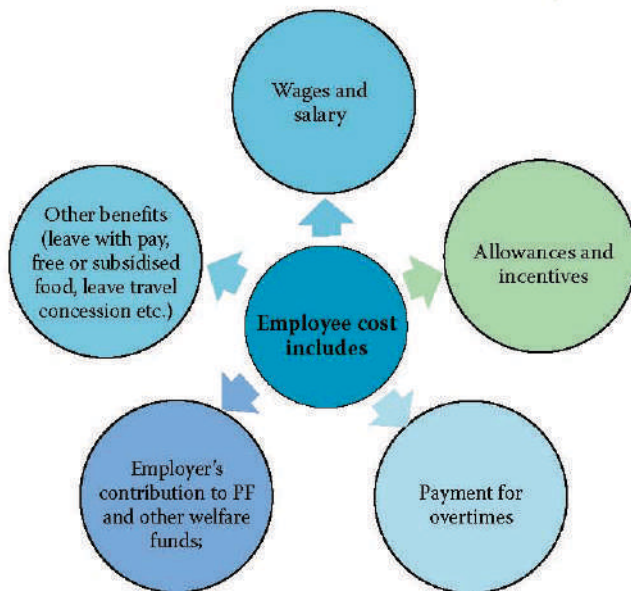 Wages and
salary
Other benefits
(leave with pay,
free or subsidised
food, leave travel
concession etc.)
Allowances and
incentives
Employee cost
includes
Employer's
contribution to PF
and other welfare
funds;
Payment for
overtimes